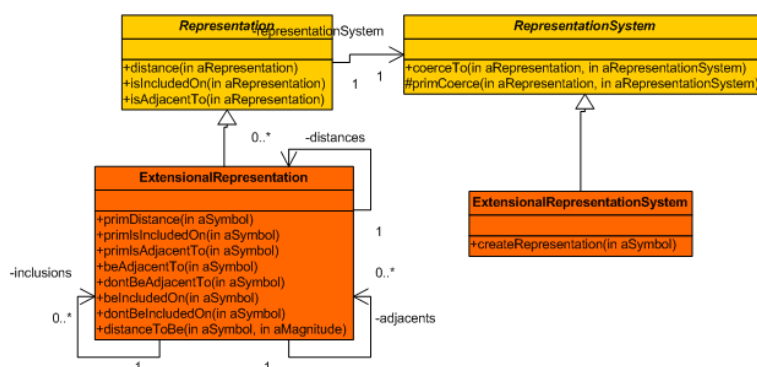 Representation
-representationSystem
RepresentationSystem
+distance(in aRepresentation)
+isIncludedOn(in aRepresentation)
+isAdjacentTo(in aRepresentation)
1
1
+coerceTo(in aRepresentation, in aRepresentationSystem)
#primCoerce(in aRepresentation, in aRepresentationSystem)
0..*
-distances
ExtensionalRepresentation
+primDistance(in aSymbol)
+primIsIncludedOn(in aSymbol)
+primIsAdjacentTo(in aSymbol)
+beAdjacentTo(in aSymbol)
+dontBeAdjacentTo(in aSymbol)
+beIncludedOn(in aSymbol)
+dontBeIncludedOn(in aSymbol)
+distanceToBe(in aSymbol, in aMagnitude)
1
ExtensionalRepresentationSystem
+createRepresentation(in aSymbol)
-inclusions
0..*
0..*
-adjacents
1
1